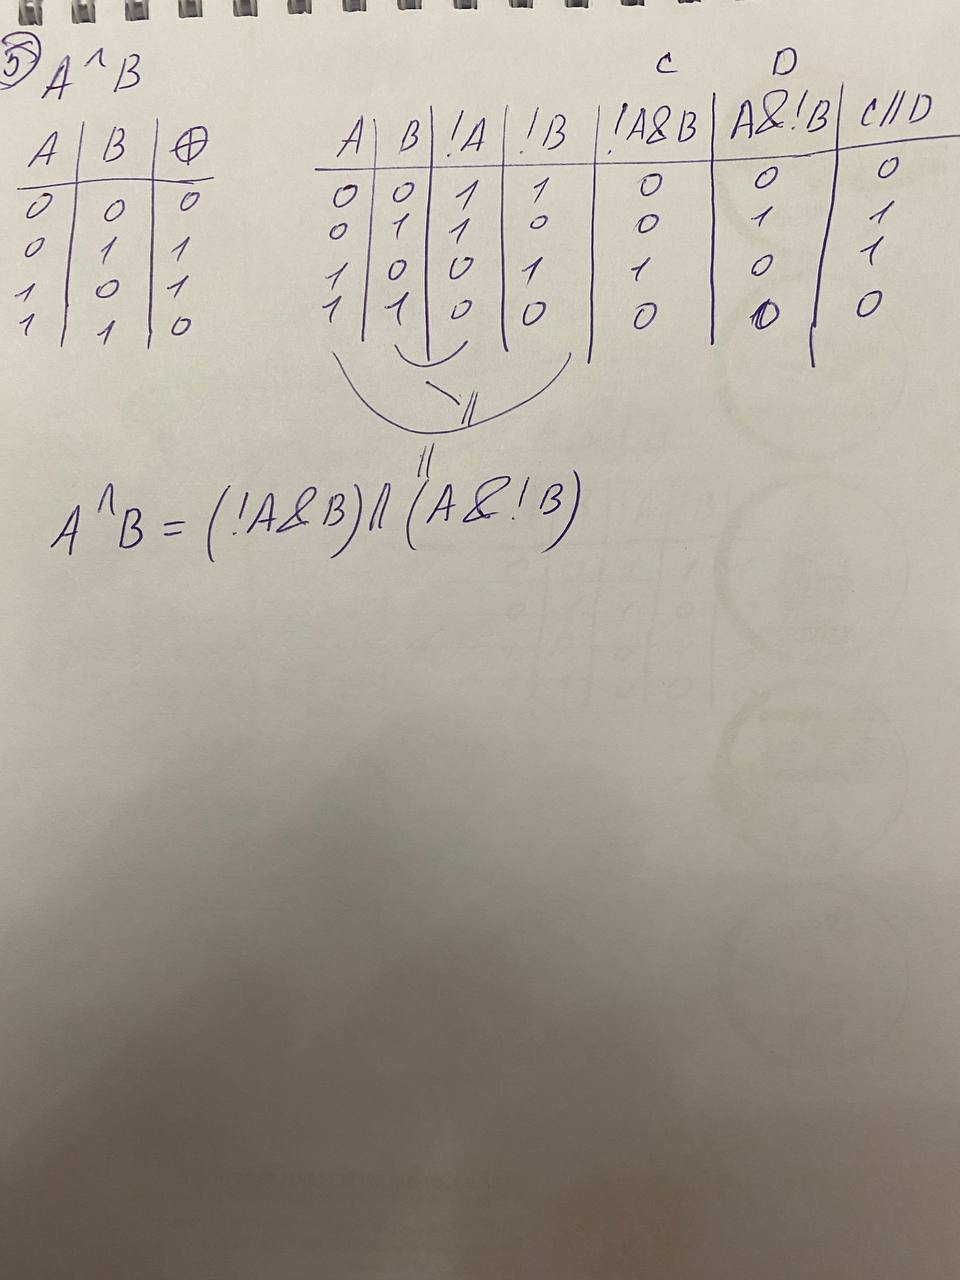 5 A^B
C D
A | B | ⊕
0 | 0 | 0
0 | 1 | 1
1 | 0 | 1
1 | 1 | 0
A | B | !A | !B | !A&B | A&!B | C//D
0 | 0 | 1 | 1 | 0 | 0 | 0
0 | 1 | 1 | 0 | 0 | 1 | 1
1 | 0 | 0 | 1 | 1 | 0 | 1
1 | 1 | 0 | 0 | 0 | 0 | 0
//
//
A^B = (!A&B)//(A&!B)